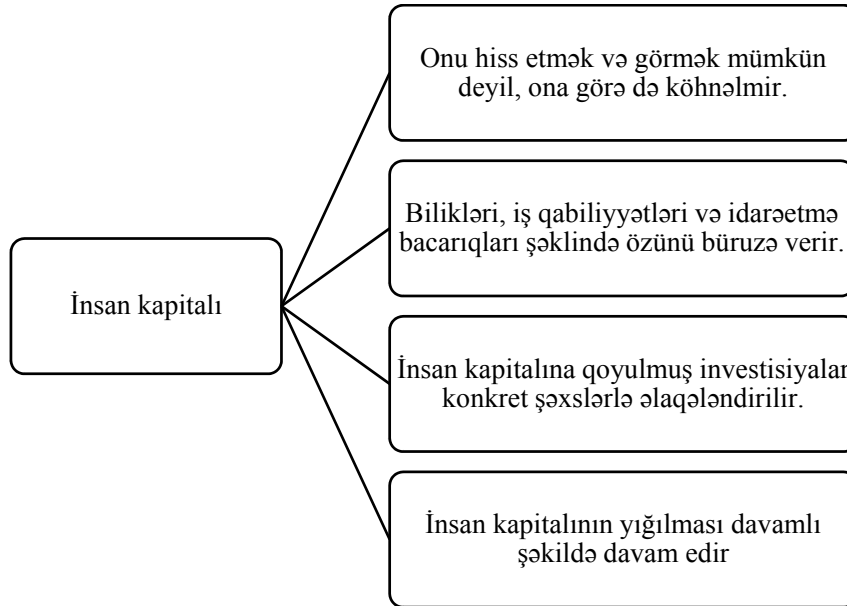 Onu hiss etmək və görmək mümkün
deyil, ona görə də köhnəlmir.
Bilikləri, iş qabiliyyətləri və idarəetmə
bacarıqları şəklində özünü büruzə verir.
İnsan kapitalı
İnsan kapitalına qoyulmuş investisiyalar
konkret şəxslərlə əlaqələndirilir.
İnsan kapitalının yığılması davamlı
şəkildə davam edir